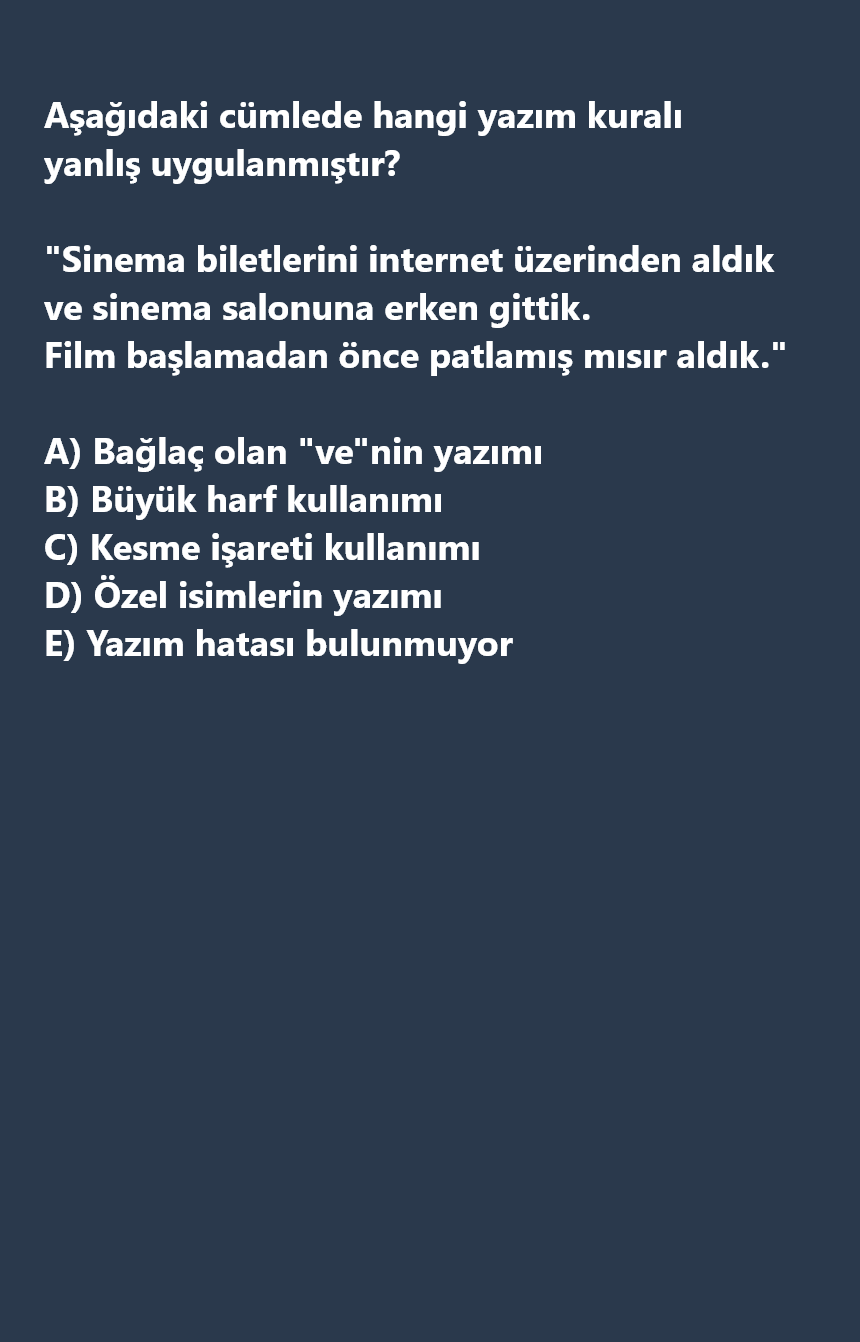 Aşağıdaki cümlede hangi yazım kuralı
yanlış uygulanmıştır?
"Sinema biletlerini internet üzerinden aldık
ve sinema salonuna erken gittik.
Film başlamadan önce patlamış mısır aldık."
A) Bağlaç olan "ve"nin yazımı
B) Büyük harf kullanımı
C) Kesme işareti kullanımı
D) Özel isimlerin yazımı
E) Yazım hatası bulunmuyor